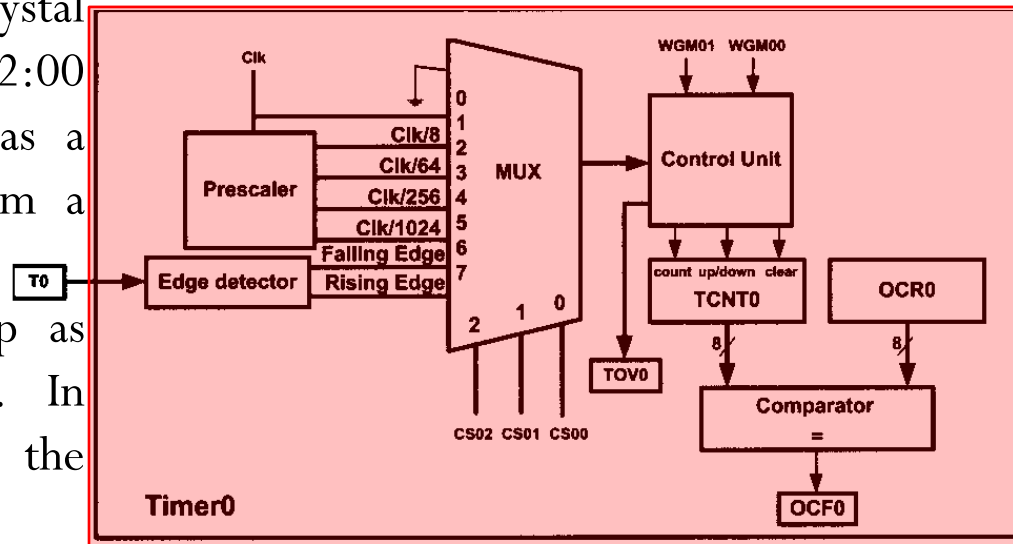 ystal
2:00
as a
m a
p as
. In
the
Clk
WGM01 WGM00
0
1
Clk/8
2
Clk/64
3
Clk/256
4
Clk/1024
5
Falling Edge
6
Rising Edge
7
Prescaler
MUX
Control Unit
T0
Edge detector
count up/down clear
TCNT0
OCR0
2 1 0
8
8
TOV0
CS02 CS01 CS00
Comparator
=
OCF0
Timer0